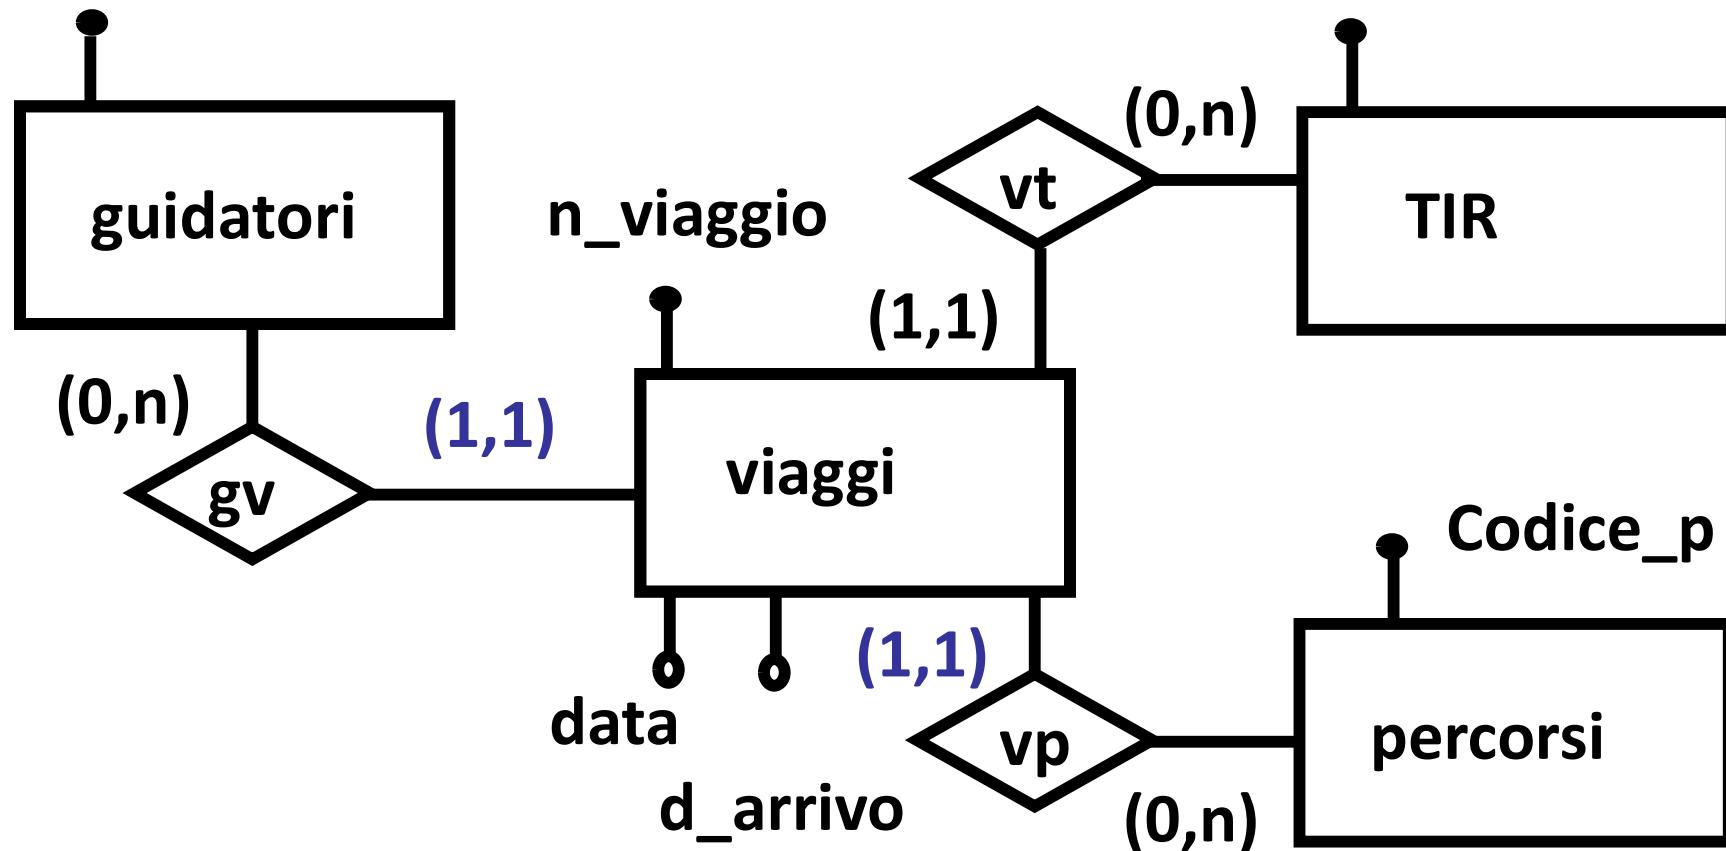 (0,n)
vt
guidatori
n_viaggio
TIR
(1,1)
(0,n)
(1,1)
viaggi
gv
Codice_p
(1,1)
data
vp
percorsi
d_arrivo
(0,n)